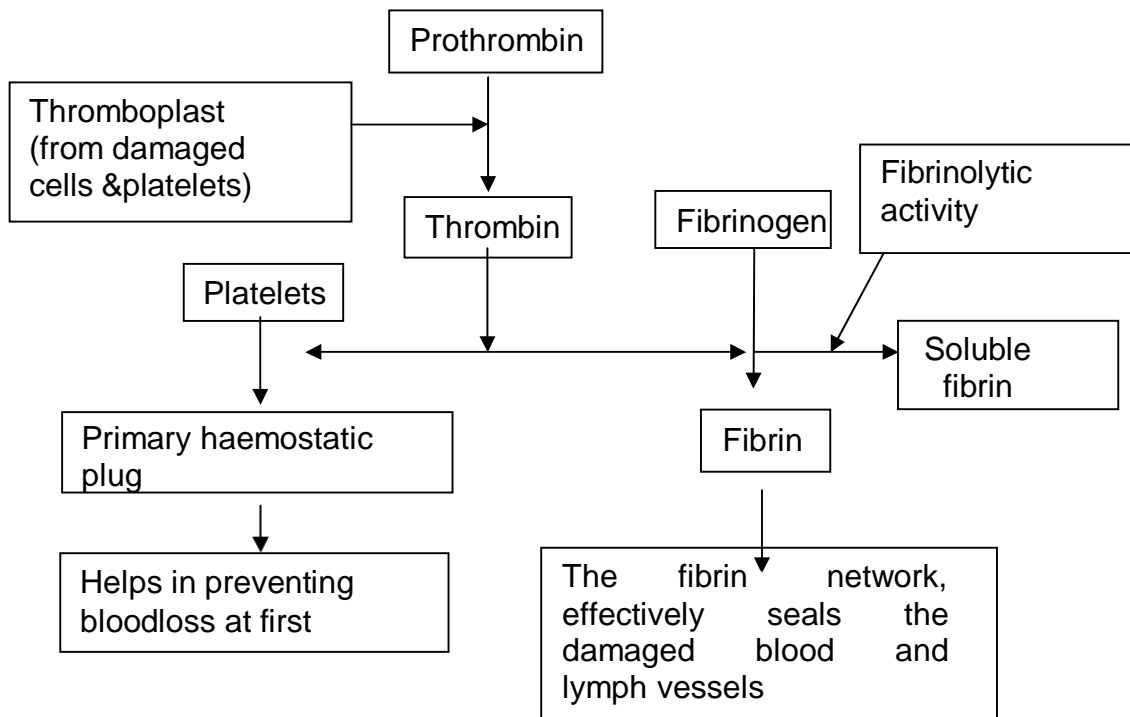 Prothrombin
Thromboplast
(from damaged
cells &platelets)
Fibrinolytic
activity
Thrombin
Fibrinogen
Platelets
Soluble
fibrin
Primary haemostatic
plug
Fibrin
Helps in preventing
bloodloss at first
The fibrin network,
effectively seals the
damaged blood and
lymph vessels